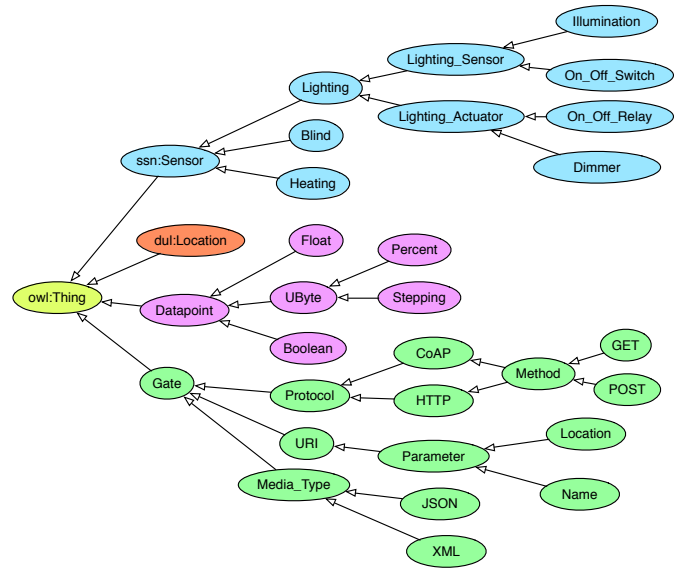 Illumination
Lighting_Sensor
On_Off_Switch
Lighting
Lighting_Actuator
On_Off_Relay
Blind
ssn:Sensor
Dimmer
Heating
dul:Location
Float
Percent
owl:Thing
UByte
Stepping
Datapoint
Boolean
CoAP
GET
Method
Gate
Protocol
HTTP
POST
URI
Location
Parameter
Media_Type
Name
JSON
XML